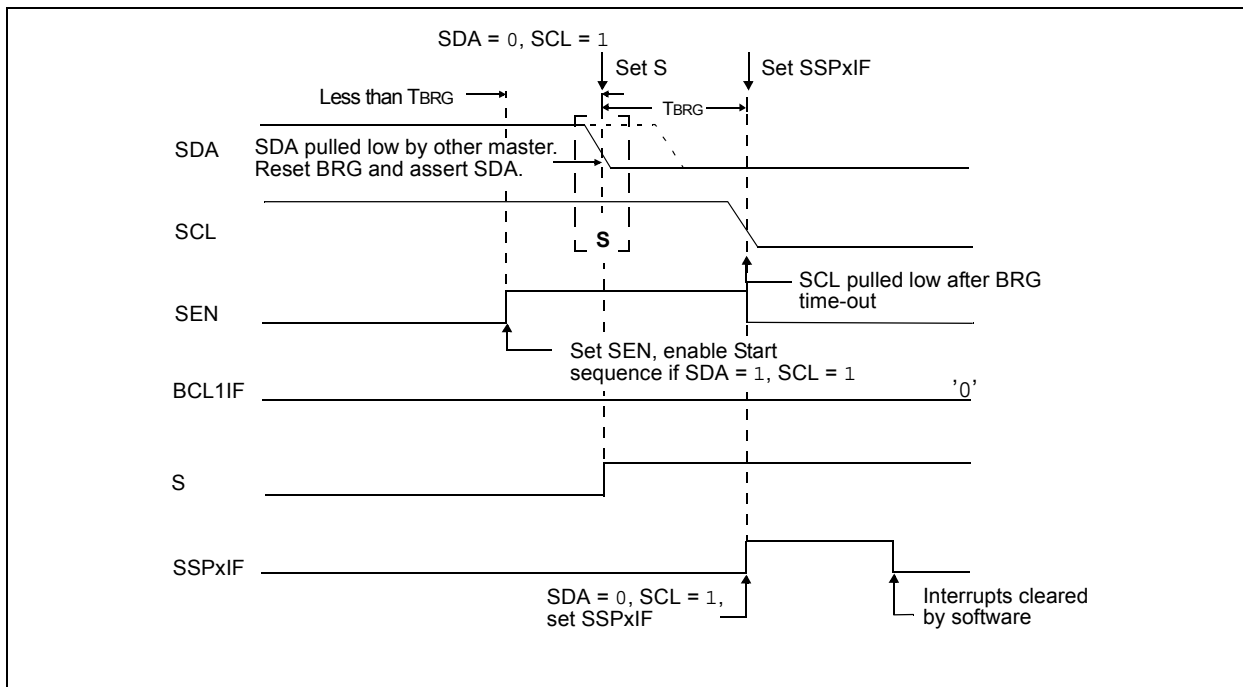 SDA = 0, SCL = 1
Set S
Set SSPxIF
Less than TBRG
TBRG
SDA
SDA pulled low by other master.
Reset BRG and assert SDA.
SCL
S
SCL pulled low after BRG
time-out
SEN
Set SEN, enable Start
sequence if SDA = 1, SCL = 1
BCL1IF
'0'
S
SSPxIF
SDA = 0, SCL = 1,
set SSPxIF
Interrupts cleared
by software